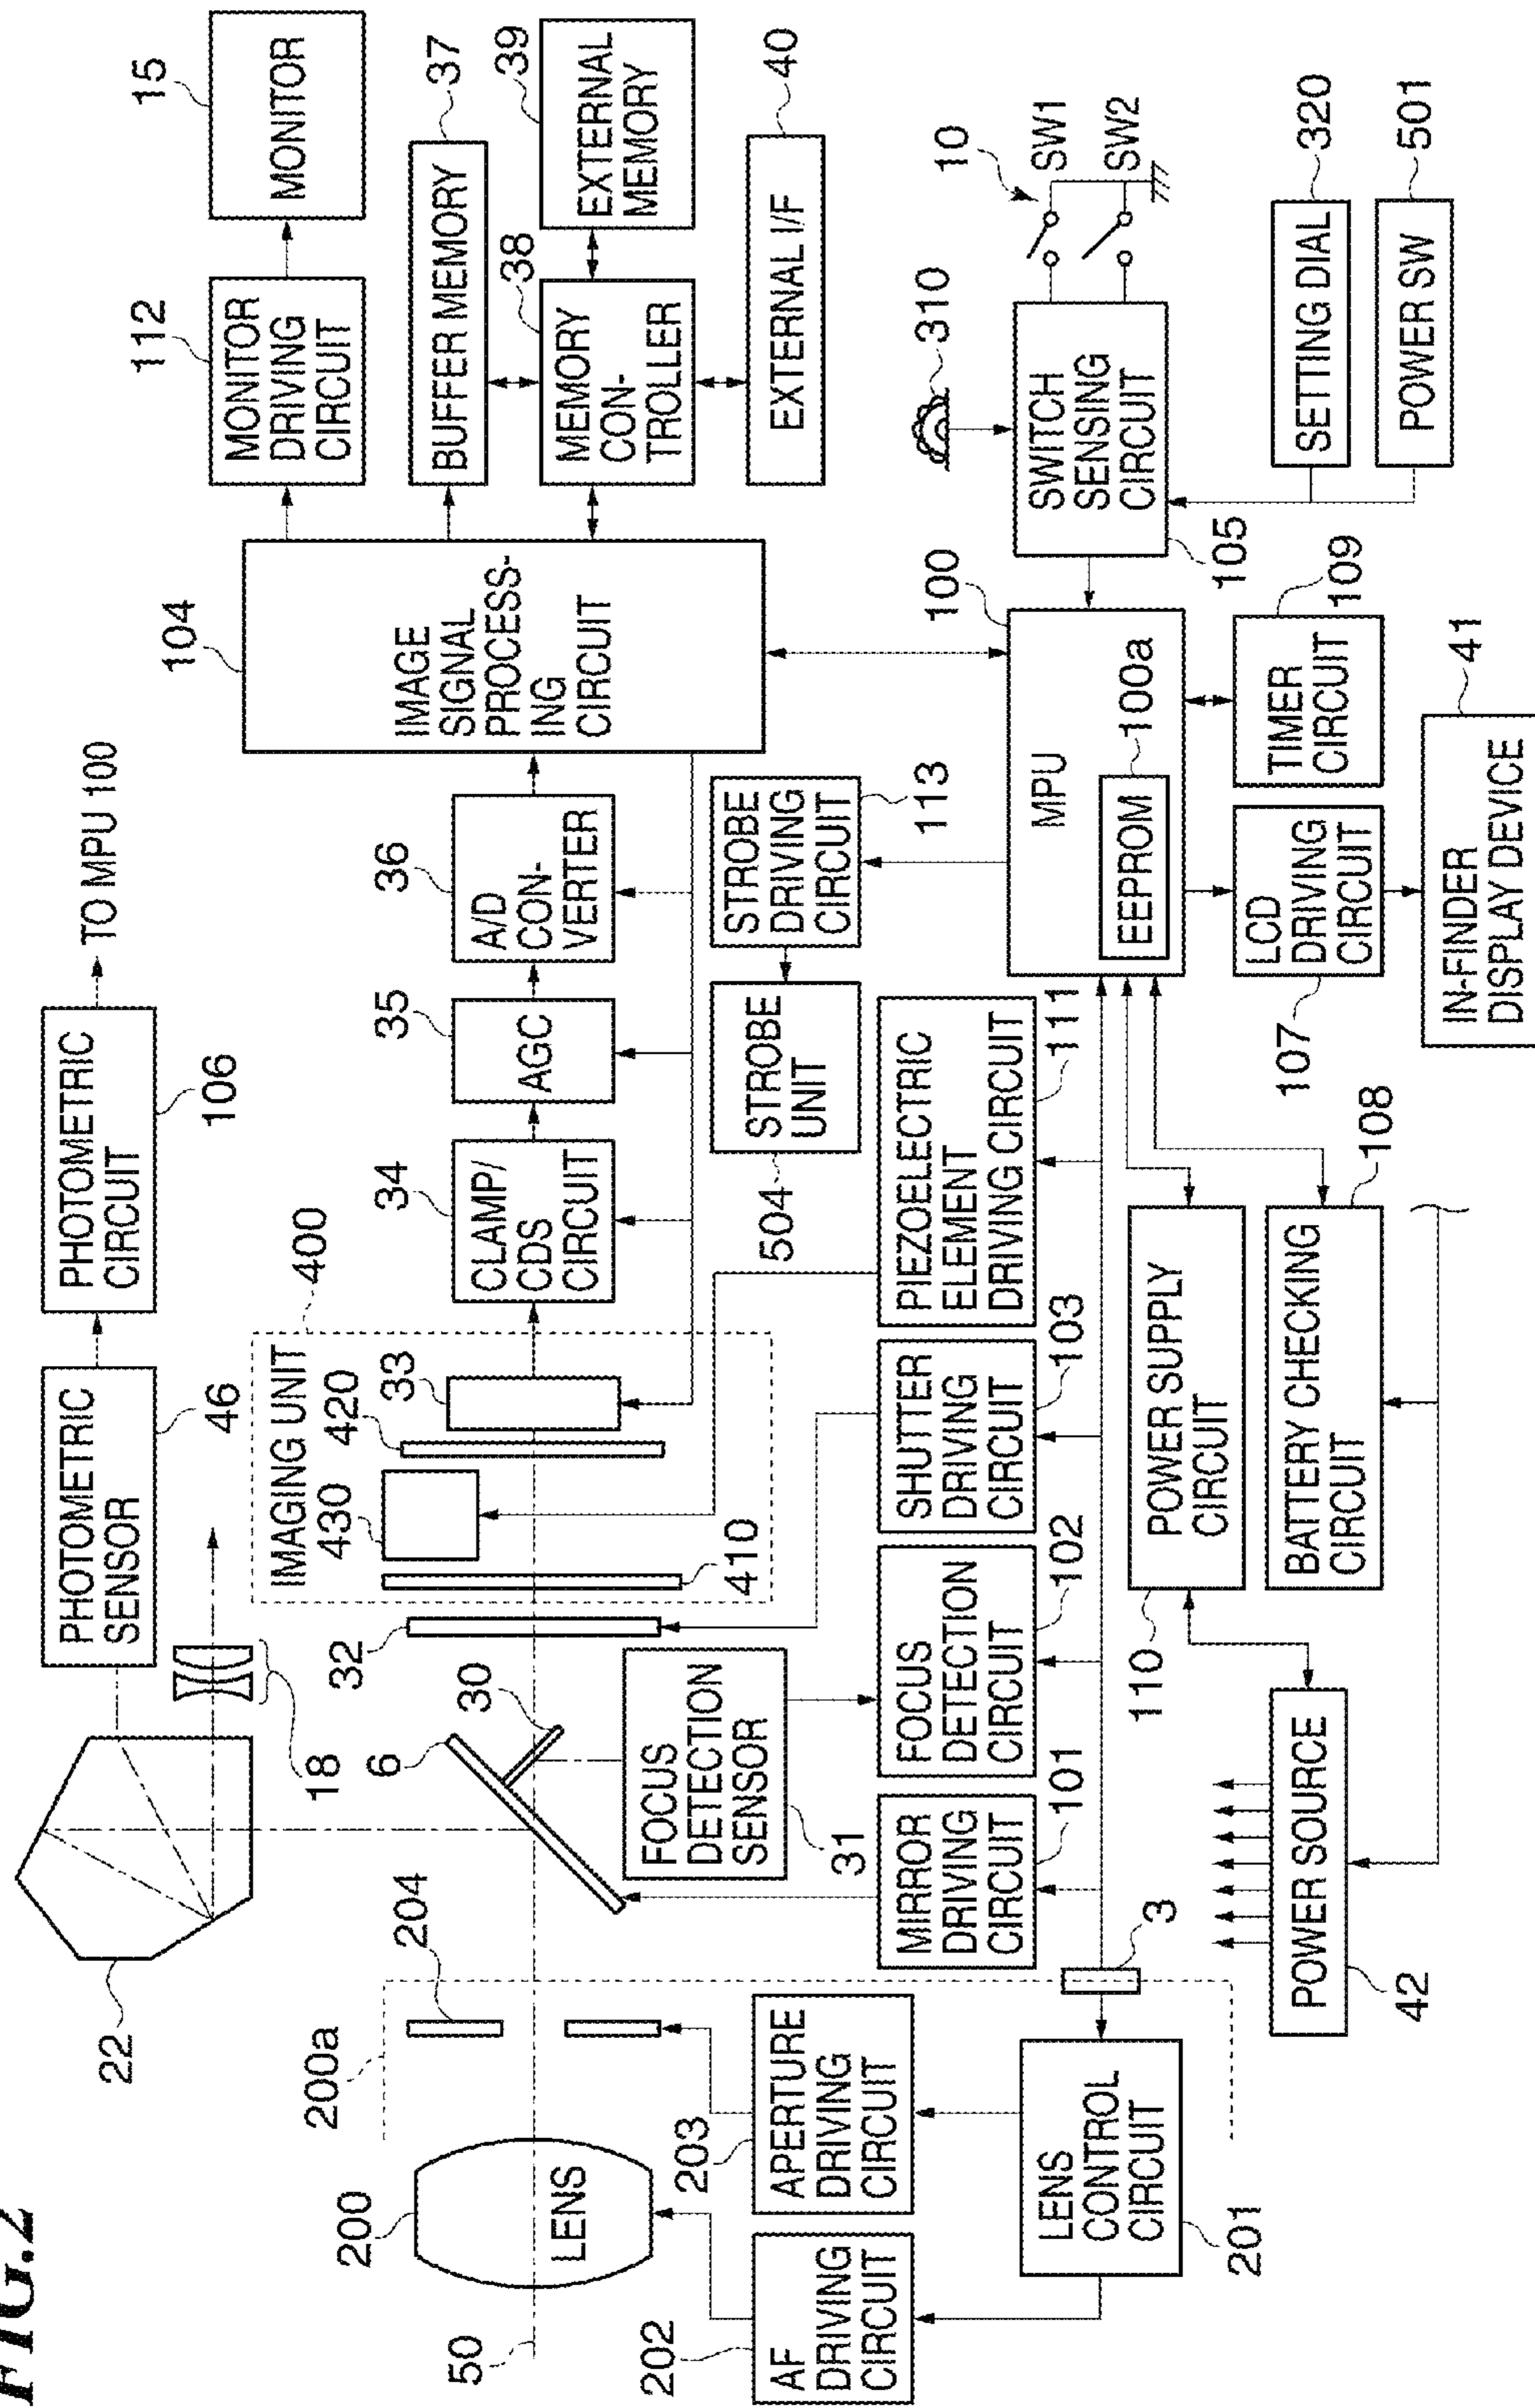 FIG.2
22
18
PHOTOMETRIC
SENSOR
46
PHOTOMETRIC
CIRCUIT
106
TO MPU 100
104
IMAGE
SIGNAL
PROCESS-
ING
CIRCUIT
112
MONITOR
DRIVING
CIRCUIT
15
MONITOR
37
BUFFER MEMORY
38
MEMORY
CON-
TROLLER
39
EXTERNAL
MEMORY
40
EXTERNAL I/F
50
200
LENS
200a
204
6
30
32
IMAGING UNIT
400
430
420
33
410
34
CLAMP/
CDS
CIRCUIT
35
AGC
36
A/D
CON-
VERTER
FOCUS
DETECTION
SENSOR
31
504
STROBE
UNIT
STROBE
DRIVING
CIRCUIT
113
202
AF
DRIVING
CIRCUIT
203
APERTURE
DRIVING
CIRCUIT
MIRROR
DRIVING
CIRCUIT
101
FOCUS
DETECTION
CIRCUIT
102
SHUTTER
DRIVING
CIRCUIT
103
PIEZOELECTRIC
ELEMENT
DRIVING CIRCUIT
111
LENS
CONTROL
CIRCUIT
201
3
100
MPU
EEPROM
100a
310
10
SW1
SW2
SWITCH
SENSING
CIRCUIT
105
110
POWER SUPPLY
CIRCUIT
BATTERY CHECKING
CIRCUIT
108
POWER SOURCE
42
107
LCD
DRIVING
CIRCUIT
TIMER
CIRCUIT
109
IN-FINDER
DISPLAY DEVICE
41
SETTING DIAL
320
POWER SW
501